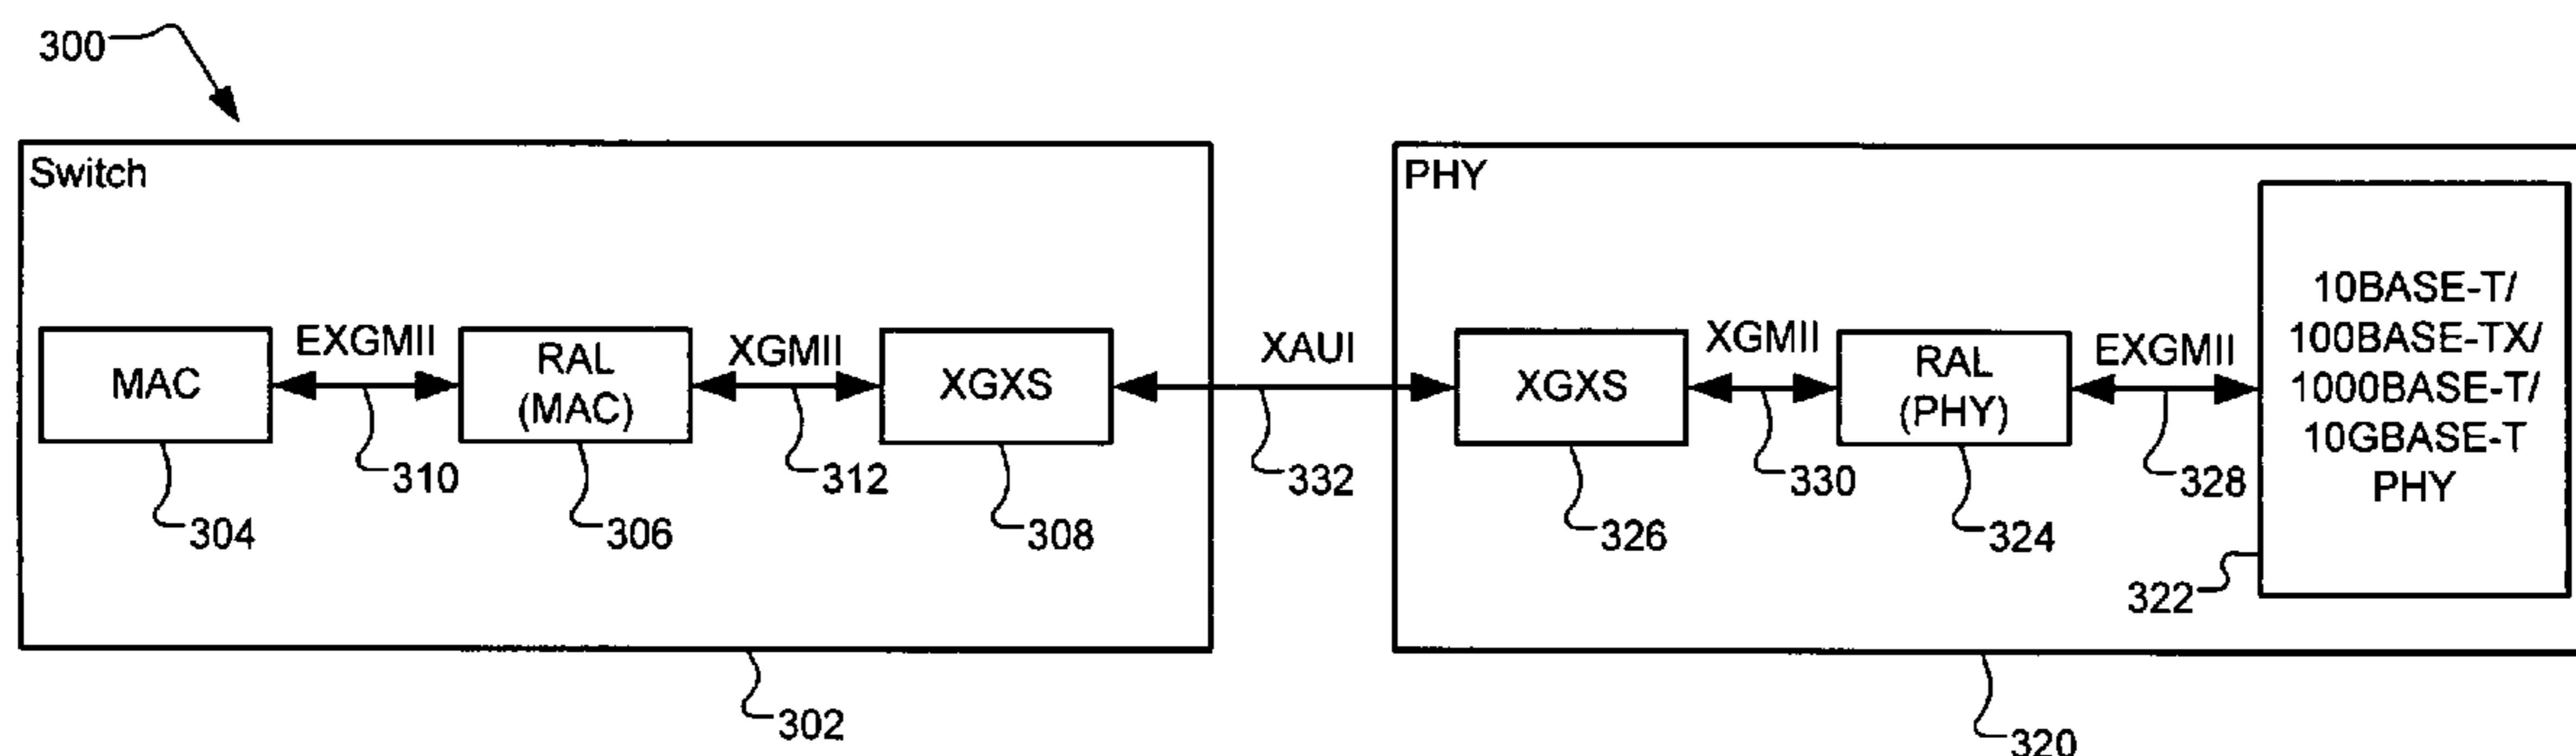 300
Switch
PHY
MAC
EXGMII
RAL
(MAC)
XGMII
XGXS
XAUI
XGXS
XGMII
RAL
(PHY)
EXGMII
10BASE-T/
100BASE-TX/
1000BASE-T/
10GBASE-T
PHY
310
312
332
330
328
304
306
308
326
324
322
302
320